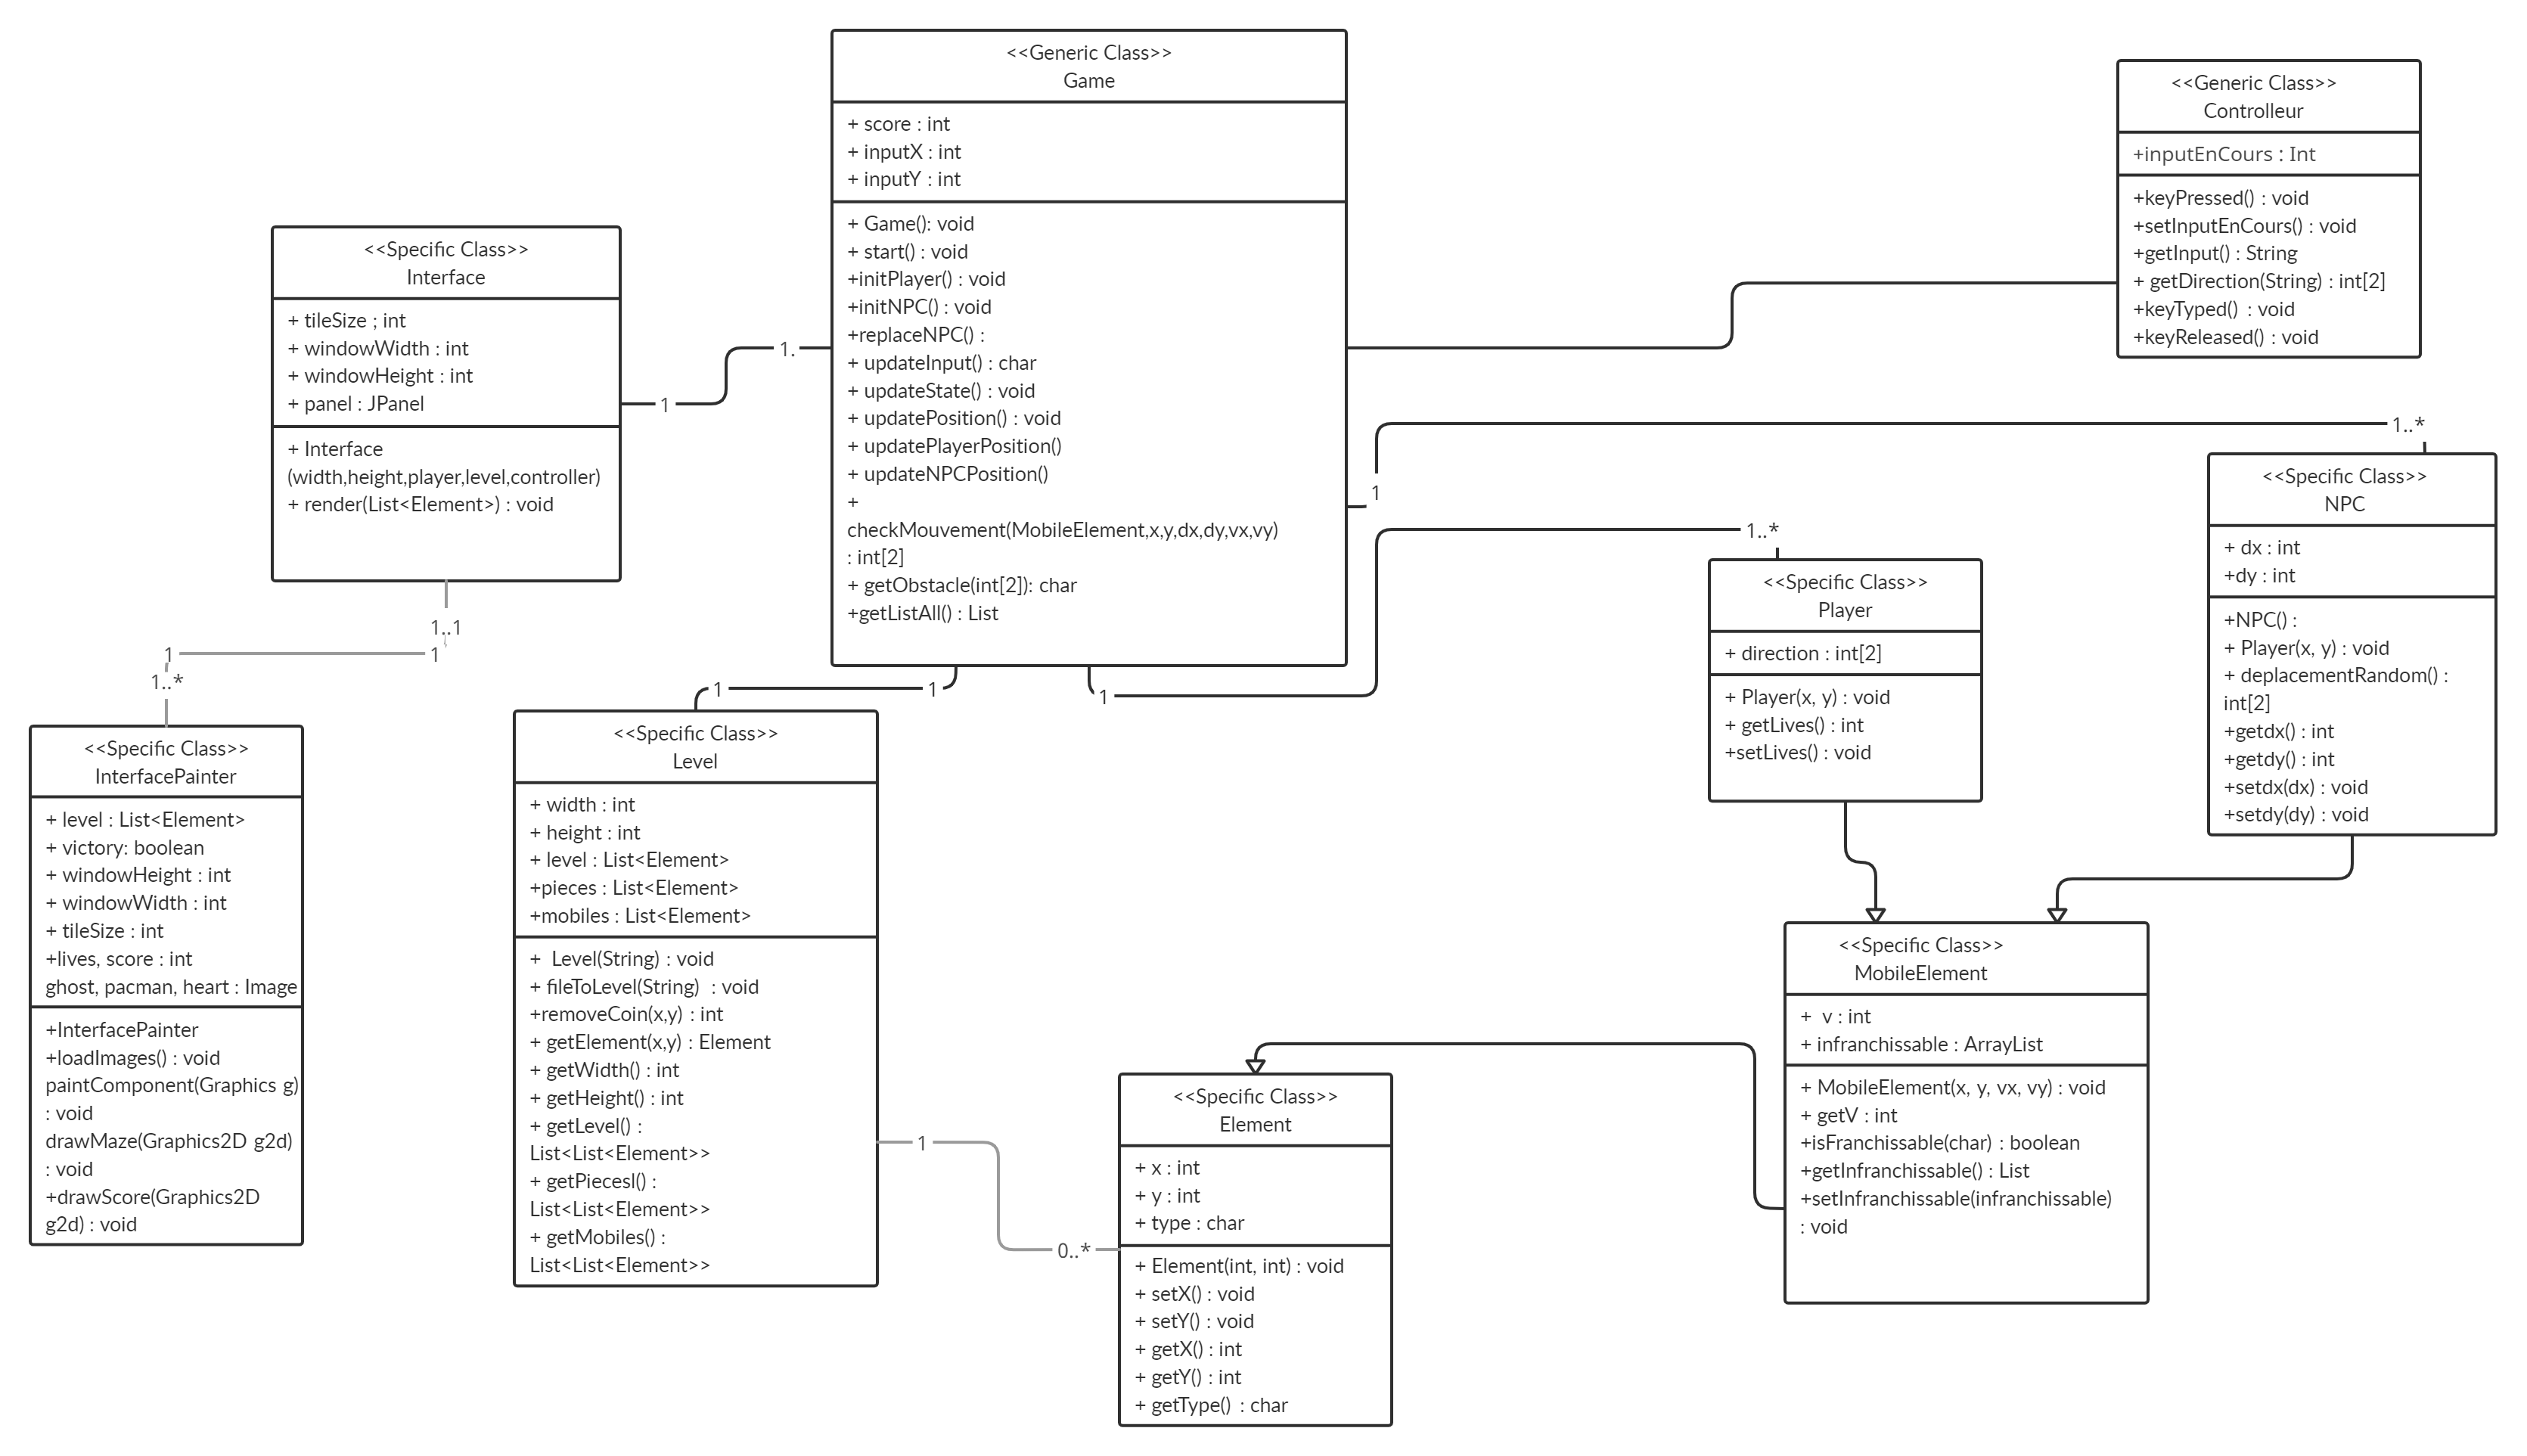 <<Generic Class>>
Game
+ score : int
+ inputX : int
+ inputY : int
+ Game(): void
+ start() : void
+initPlayer() : void
+initNPC() : void
+replaceNPC() :
+ updateInput() : char
+ updateState() : void
+ updatePosition() : void
+ updatePlayerPosition()
+ updateNPCPosition()
+
checkMouvement(MobileElement,x,y,dx,dy,vx,vy)
: int[2]
+ getObstacle(int[2]): char
+getListAll() : List
<<Generic Class>>
Controlleur
+inputEnCours : Int
+keyPressed() : void
+setInputEnCours() : void
+getInput() : String
+ getDirection(String) : int[2]
+keyTyped() : void
+keyReleased() : void
<<Specific Class>>
Interface
+ tileSize ; int
+ windowWidth : int
+ windowHeight : int
+ panel : JPanel
+ Interface
(width,height,player,level,controller)
+ render(List<Element>) : void
1.
1
1..*
1
1..*
1
1
1
1..1
1
1
1..*
<<Specific Class>>
NPC
+ dx : int
+dy : int
+NPC() :
+ Player(x, y) : void
+ deplacementRandom() :
int[2]
+getdx() : int
+getdy() : int
+setdx(dx) : void
+setdy(dy) : void
<<Specific Class>>
Player
+ direction : int[2]
+ Player(x, y) : void
+ getLives() : int
+setLives() : void
<<Specific Class>>
InterfacePainter
+ level : List<Element>
+ victory: boolean
+ windowHeight : int
+ windowWidth : int
+ tileSize : int
+lives, score : int
ghost, pacman, heart : Image
+InterfacePainter
+loadImages() : void
paintComponent(Graphics g)
: void
drawMaze(Graphics2D g2d)
: void
+drawScore(Graphics2D
g2d) : void
<<Specific Class>>
Level
+ width : int
+ height : int
+ level : List<Element>
+pieces : List<Element>
+mobiles : List<Element>
+ Level(String) : void
+ fileToLevel(String) : void
+removeCoin(x,y) : int
+ getElement(x,y) : Element
+ getWidth() : int
+ getHeight() : int
+ getLevel() :
List<List<Element>>
+ getPiecesl() :
List<List<Element>>
+ getMobiles() :
List<List<Element>>
1
0..*
<<Specific Class>>
Element
+ x : int
+ y : int
+ type : char
+ Element(int, int) : void
+ setX() : void
+ setY() : void
+ getX() : int
+ getY() : int
+ getType() : char
<<Specific Class>>
MobileElement
+ v : int
+ infranchissable : ArrayList
+ MobileElement(x, y, vx, vy) : void
+ getV : int
+isFranchissable(char) : boolean
+getInfranchissable() : List
+setInfranchissable(infranchissable)
: void